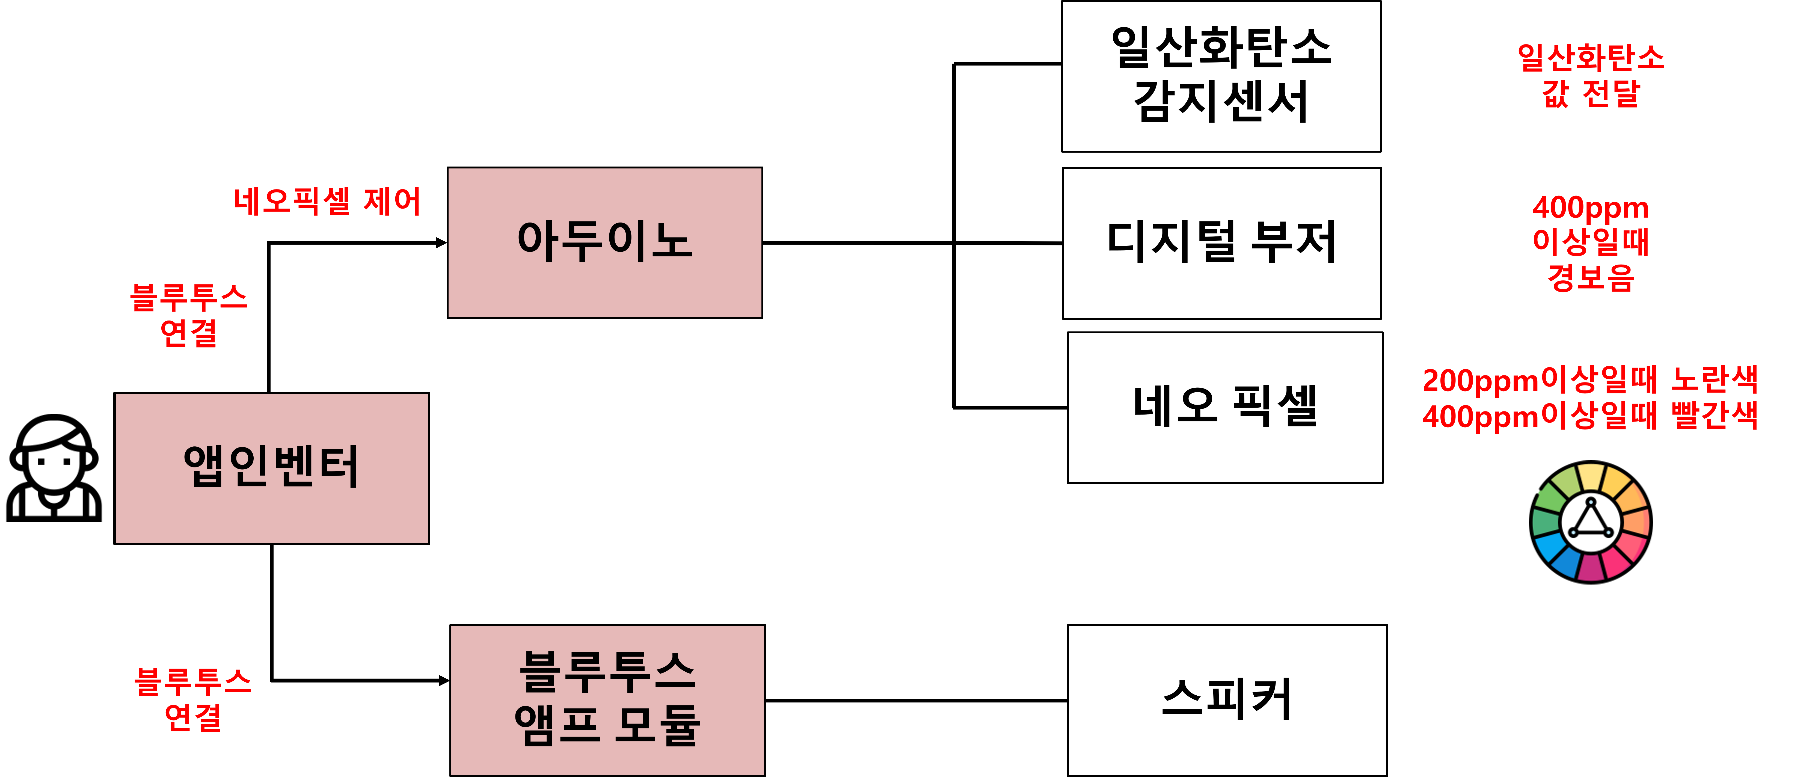 일산화탄소
감지센서
일산화탄소
값 전달
네오픽셀 제어
아두이노
디지털 부저
400ppm
이상일때
경보음
블루투스
연결
네오 픽셀
200ppm이상일때 노란색
400ppm이상일때 빨간색
앱인벤터
블루투스
연결
블루투스
앰프 모듈
스피커